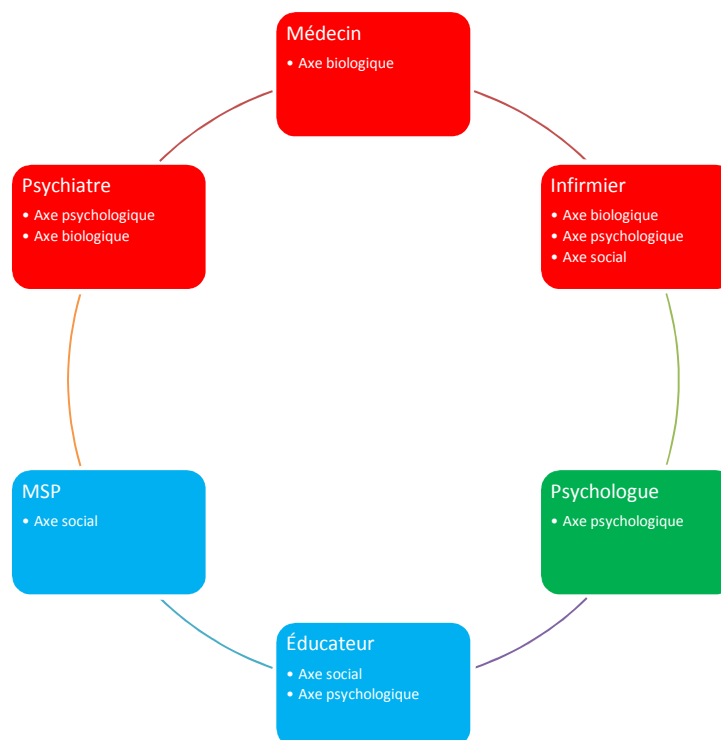 Médecin
• Axe biologique
Psychiatre
• Axe psychologique
• Axe biologique
Infirmier
• Axe biologique
• Axe psychologique
• Axe social
MSP
• Axe social
Psychologue
• Axe psychologique
Éducateur
• Axe social
• Axe psychologique